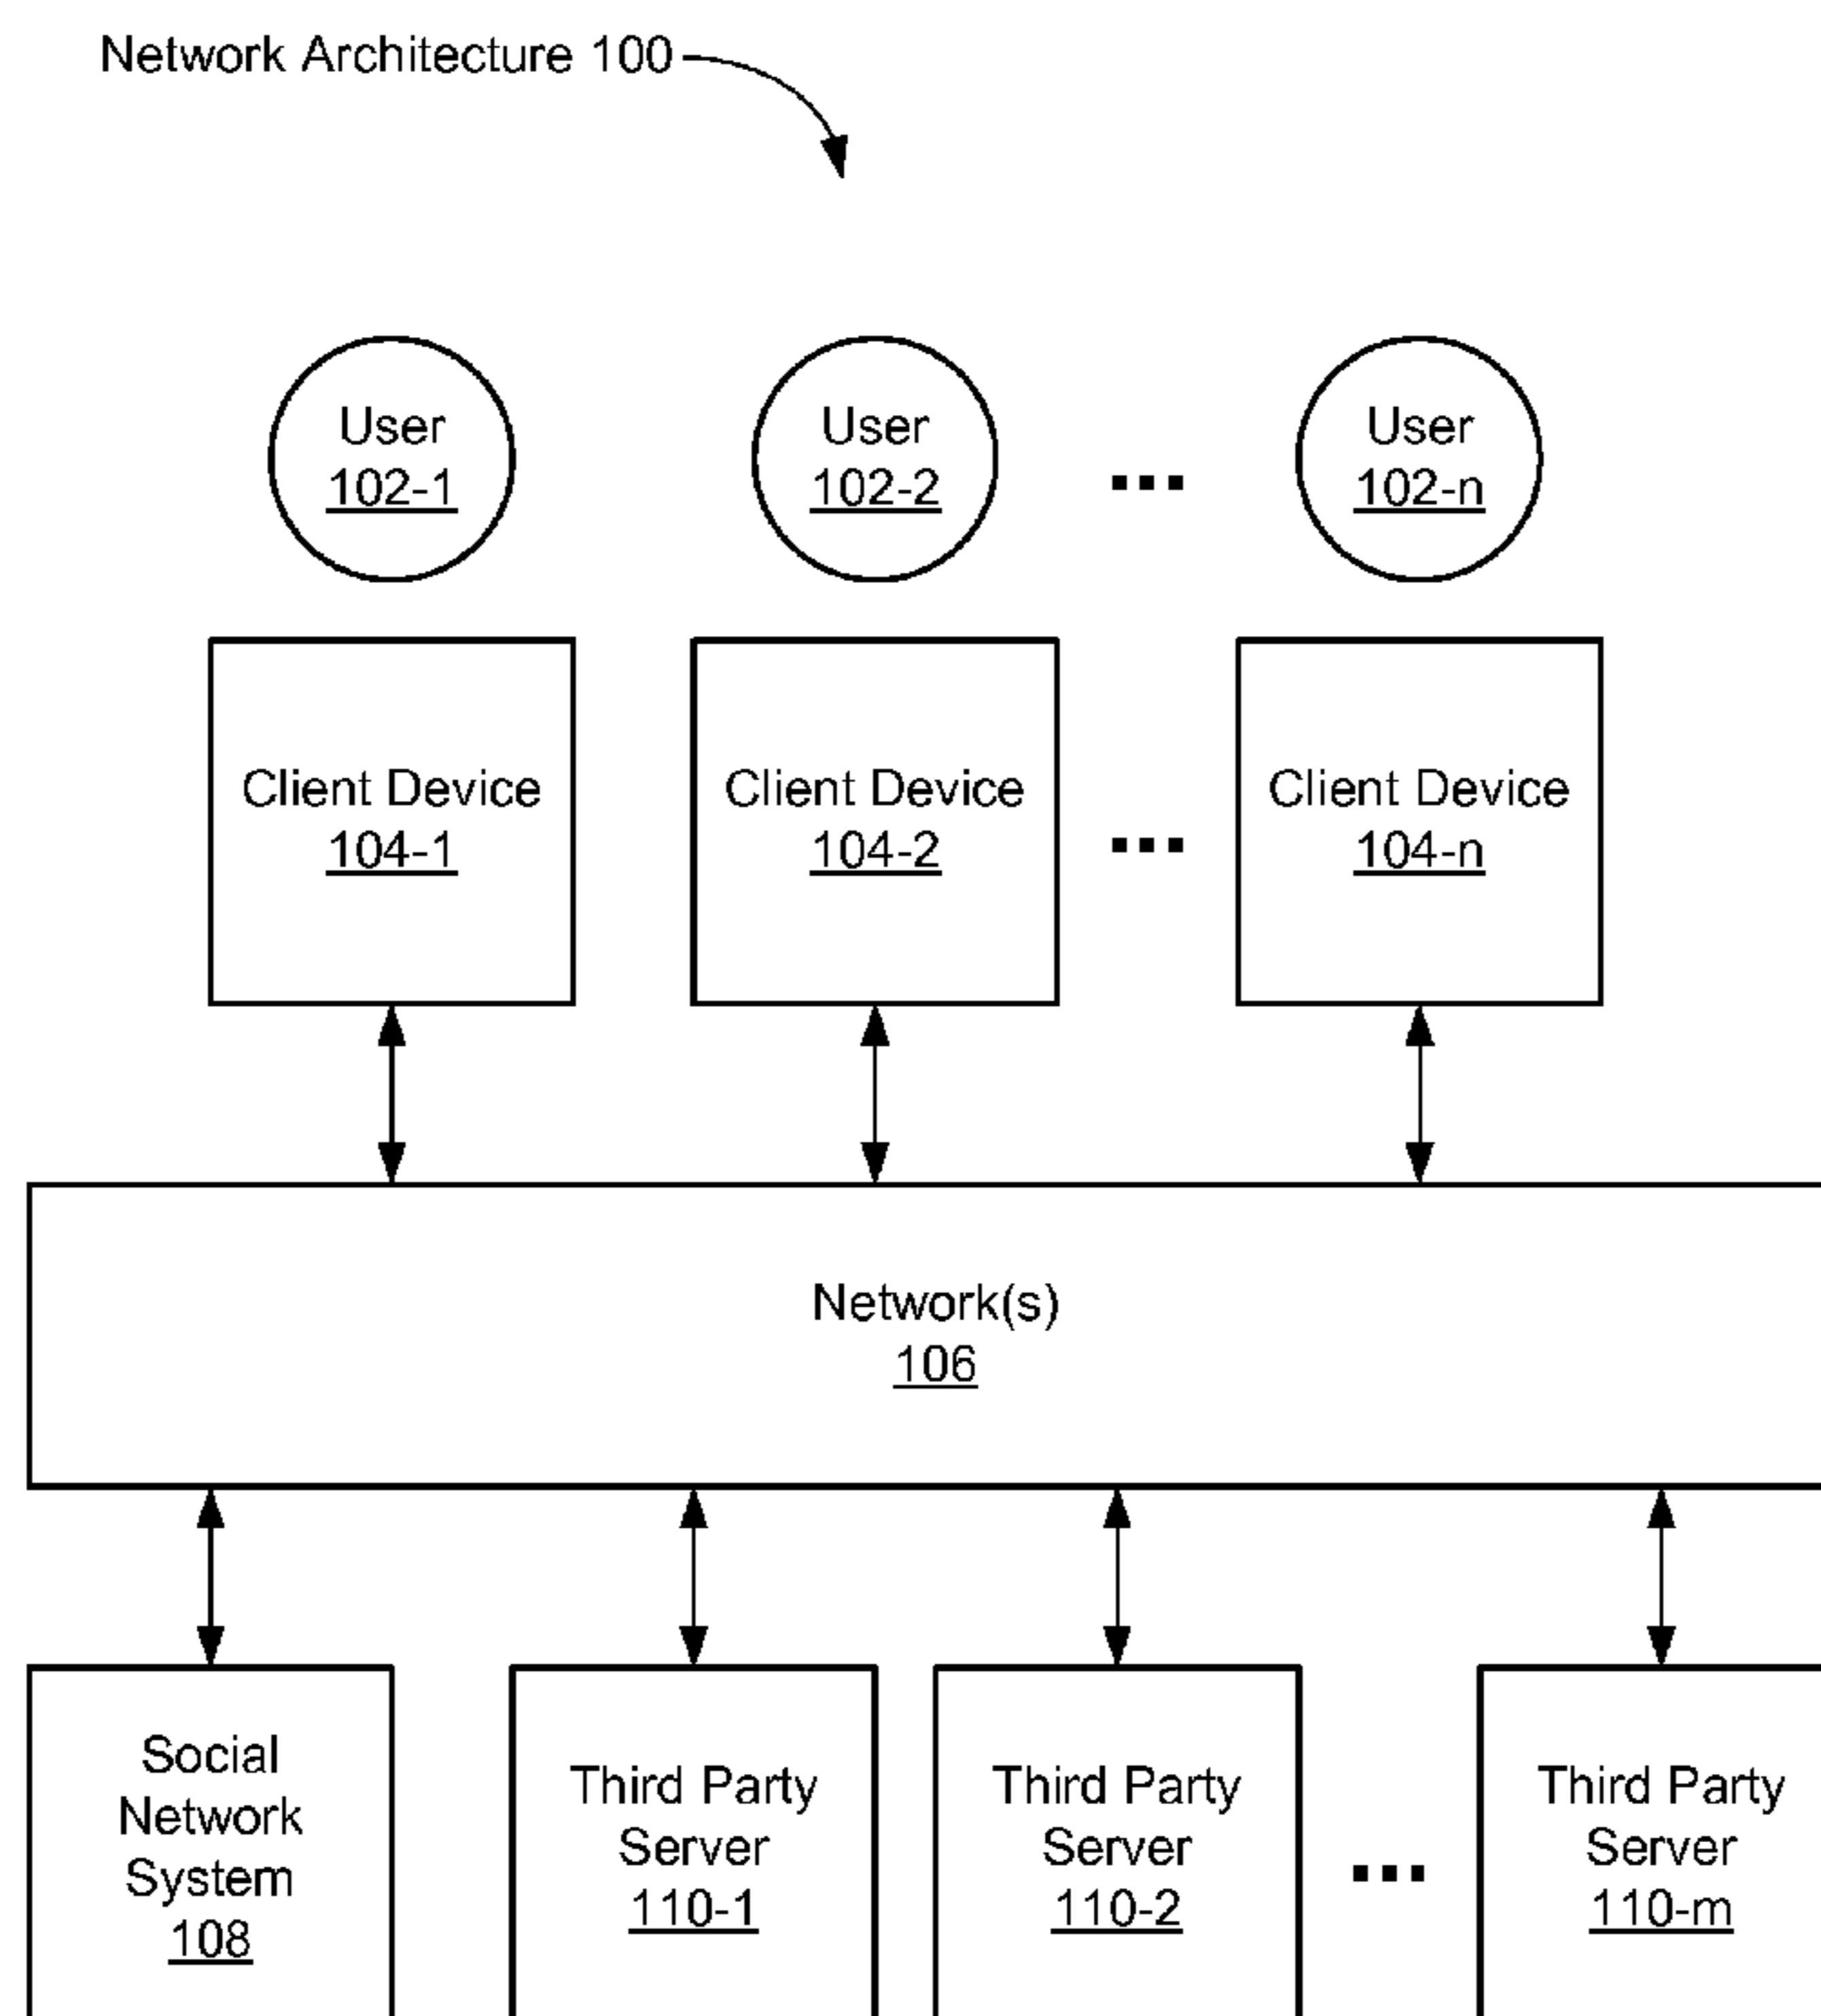 Network Architecture 100
User
102-1
User
102-2
...
User
102-n
Client Device
104-1
Client Device
104-2
...
Client Device
104-n
Network(s)
106
Social
Network
System
108
Third Party
Server
110-1
Third Party
Server
110-2
...
Third Party
Server
110-m